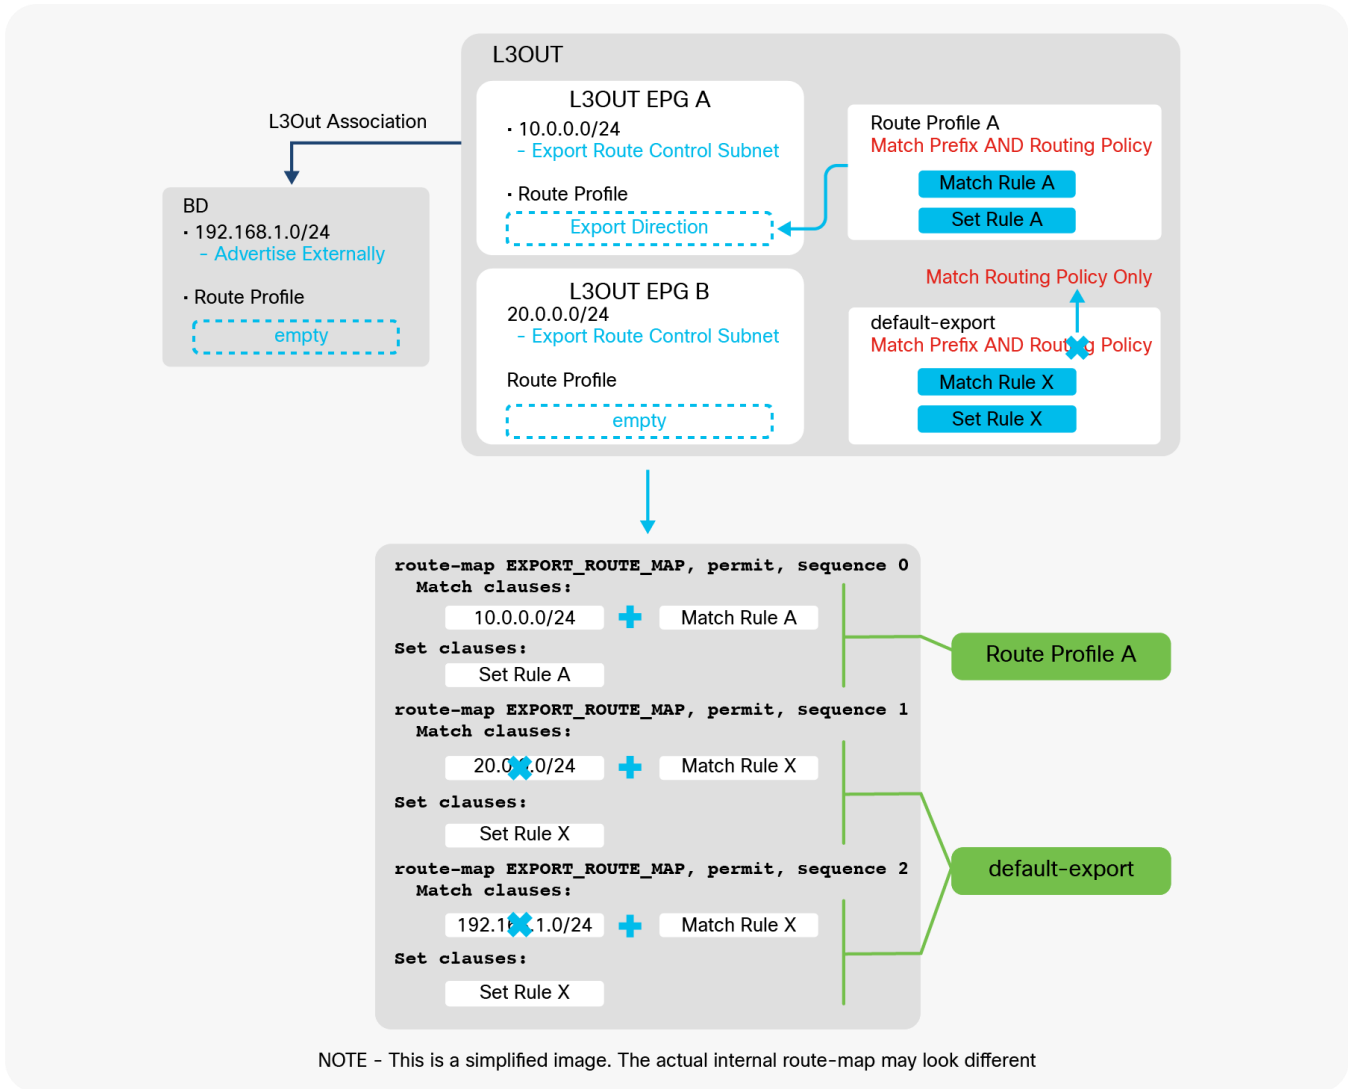 L3OUT
L3OUT EPG A
· 10.0.0.0/24
- Export Route Control Subnet
· Route Profile
Export Direction
Route Profile A
Match Prefix AND Routing Policy
Match Rule A
Set Rule A
L3Out Association
BD
· 192.168.1.0/24
- Advertise Externally
· Route Profile
empty
L3OUT EPG B
20.0.0.0/24
- Export Route Control Subnet
Route Profile
empty
Match Routing Policy Only
default-export
Match Prefix AND Routing Policy
Match Rule X
Set Rule X
route-map EXPORT_ROUTE_MAP, permit, sequence 0
Match clauses:
10.0.0.0/24
Match Rule A
Set clauses:
Set Rule A
Route Profile A
route-map EXPORT_ROUTE_MAP, permit, sequence 1
Match clauses:
20.0.0.0/24
Match Rule X
Set clauses:
Set Rule X
default-export
route-map EXPORT_ROUTE_MAP, permit, sequence 2
Match clauses:
192.168.1.0/24
Match Rule X
Set clauses:
Set Rule X
NOTE - This is a simplified image. The actual internal route-map may look different